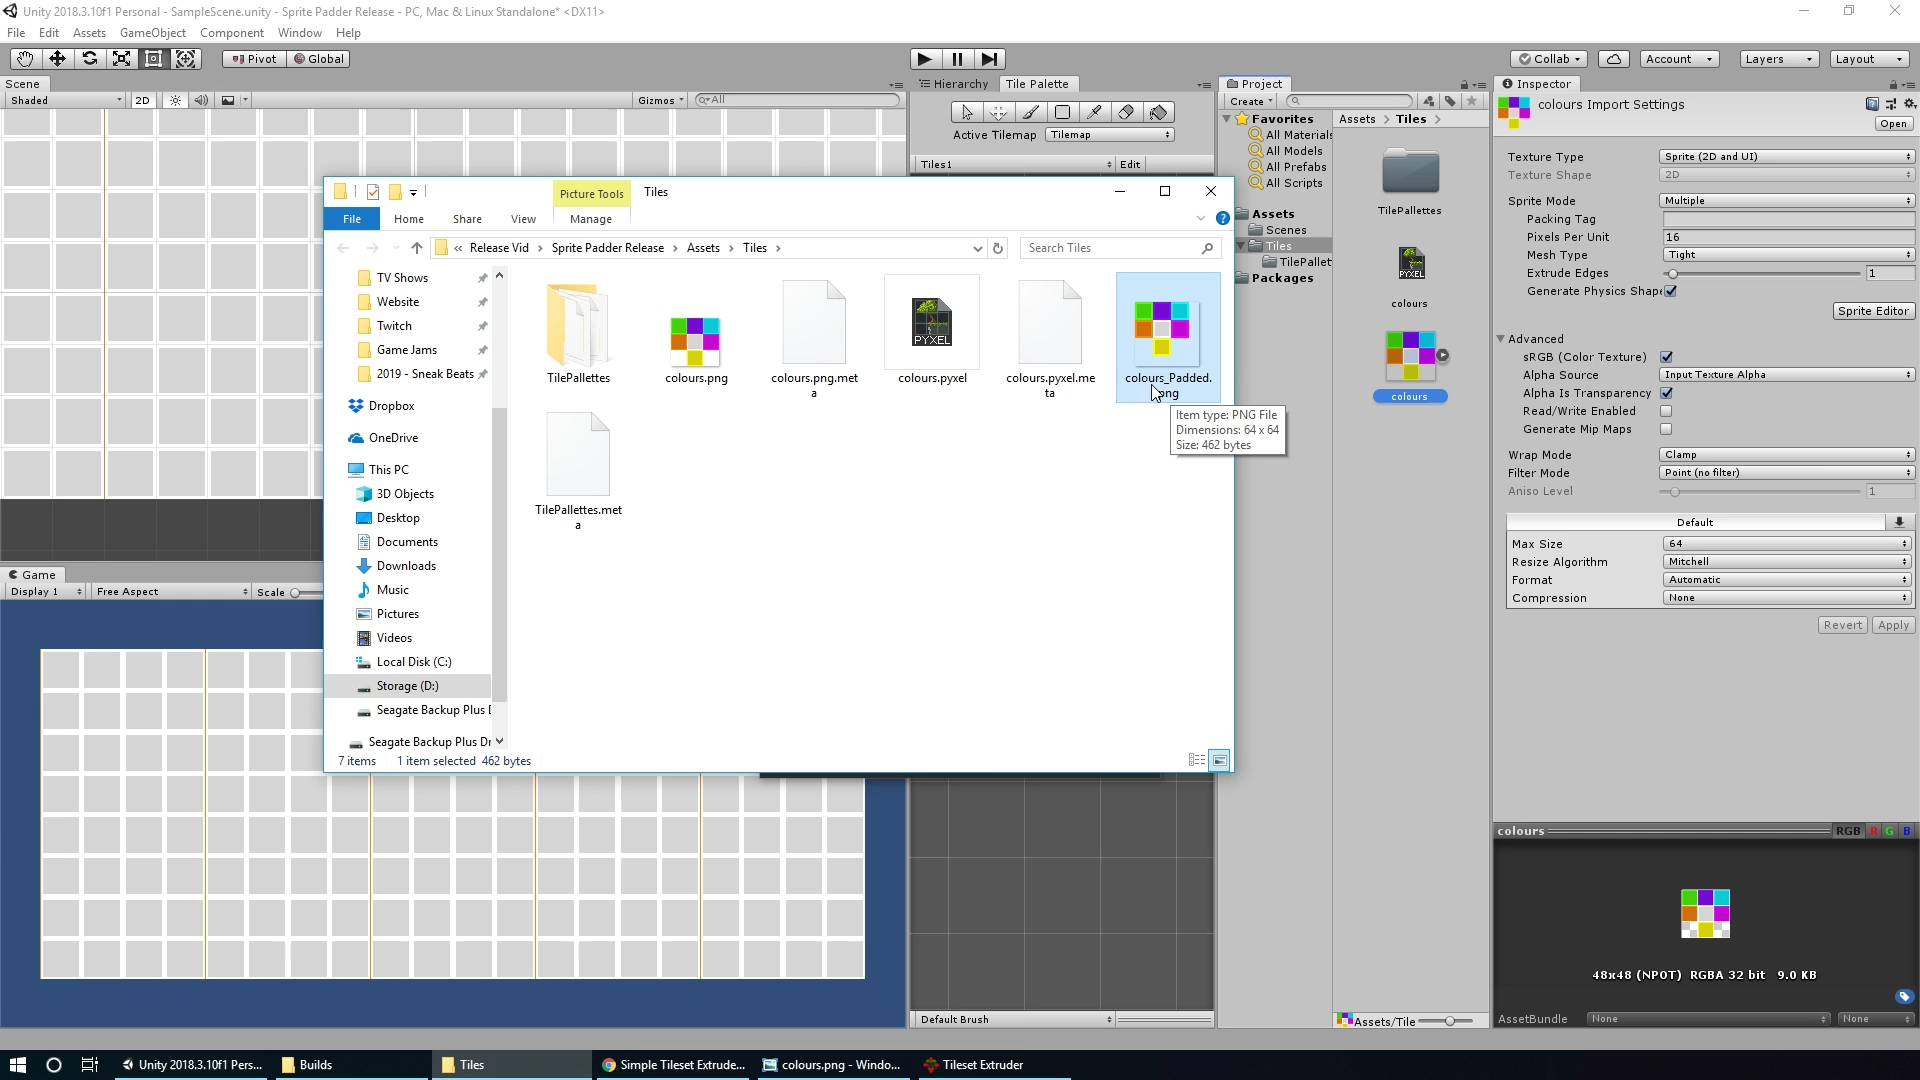 Unity 2018.3.10f1 Personal - SampleScene.unity - Sprite Padder Release - PC, Mac & Linux Standalone* <DX11>
File Edit Assets GameObject Component Window Help
Pivot Global Collab Account Layers Layout
Scene
Shaded 2D Gizmos All
Hierarchy Tile Palette
Active Tilemap Tilemap
Tiles1 Edit
Project
Create
Favorites
All Materials
All Models
All Prefabs
All Scripts
Assets
Scenes
Tiles
TilePallet
Packages
Assets > Tiles >
TilePallettes
PYXEL
colours
colours
Picture Tools Tiles
File Home Share View Manage
« Release Vid > Sprite Padder Release > Assets > Tiles >
Search Tiles
TV Shows
Website
Twitch
Game Jams
2019 - Sneak Beats
Dropbox
OneDrive
This PC
3D Objects
Desktop
Documents
Downloads
Music
Pictures
Videos
Local Disk (C:)
Storage (D:)
Seagate Backup Plus D
Seagate Backup Plus Dr
TilePallettes
colours.png
colours.png.met
a
PYXEL
colours.pyxel
colours.pyxel.me
ta
colours_Padded.
png
Item type: PNG File
Dimensions: 64 x 64
Size: 462 bytes
TilePallettes.met
a
7 items 1 item selected 462 bytes
Game
Display 1 Free Aspect Scale
Default Brush
Assets/Tile
Inspector
colours Import Settings
Open
Texture Type Sprite (2D and UI)
Texture Shape 2D
Sprite Mode Multiple
Packing Tag
Pixels Per Unit 16
Mesh Type Tight
Extrude Edges 1
Generate Physics Shape
Sprite Editor
Advanced
sRGB (Color Texture)
Alpha Source Input Texture Alpha
Alpha Is Transparency
Read/Write Enabled
Generate Mip Maps
Wrap Mode Clamp
Filter Mode Point (no filter)
Aniso Level 1
Default
Max Size 64
Resize Algorithm Mitchell
Format Automatic
Compression None
Revert Apply
colours RGB R G B
48x48 (NPOT) RGBA 32 bit 9.0 KB
AssetBundle None None
Unity 2018.3.10f1 Pers... Builds Tiles Simple Tileset Extrude... colours.png - Windo... Tileset Extruder